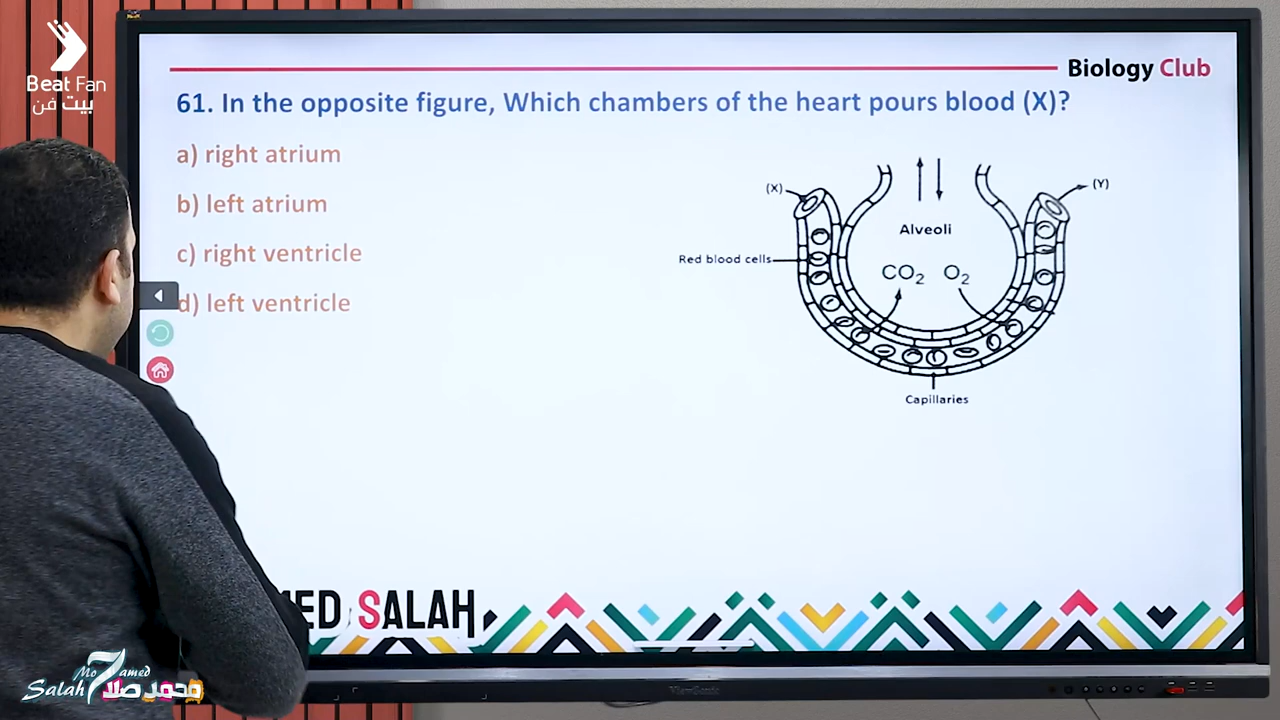 Beat Fan
بيت فن
Biology Club
61. In the opposite figure, Which chambers of the heart pours blood (X)?
a) right atrium
b) left atrium
c) right ventricle
d) left ventricle
(X)
(Y)
Alveoli
Red blood cells
CO2 O2
Capillaries
ED SALAH
Mo7amed
Salah
محمد صلاح
ViewSonic